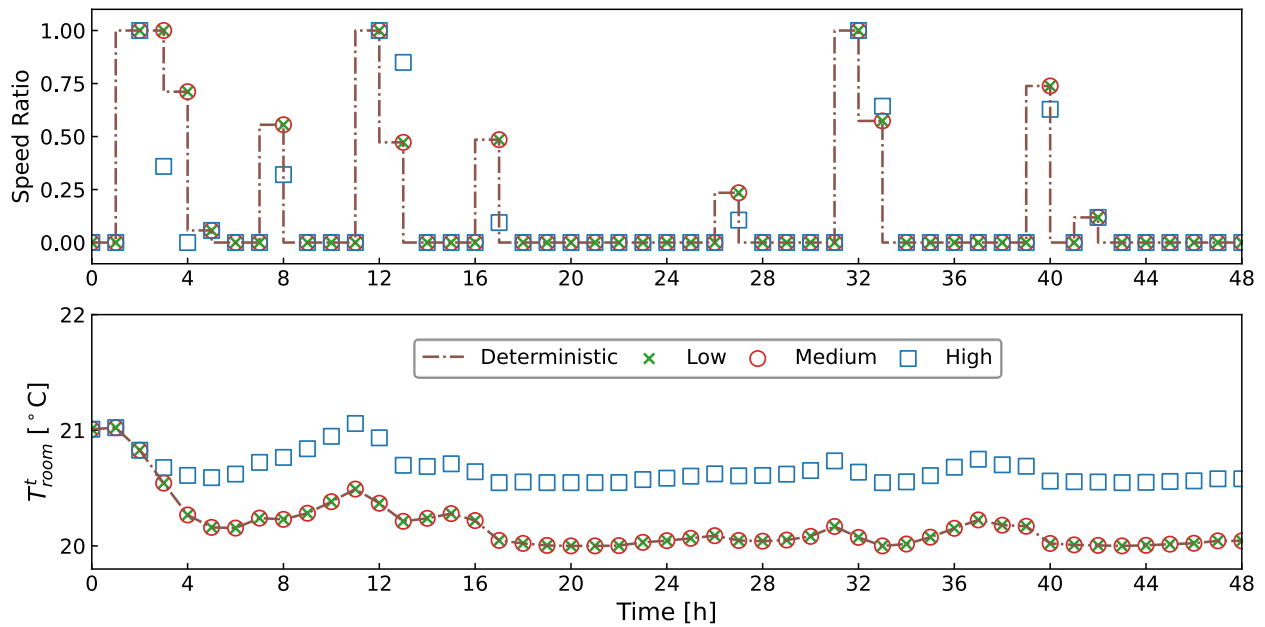 Speed Ratio
1.00
0.75
0.50
0.25
0.00
0 4 8 12 16 20 24 28 32 36 40 44 48
T^t_room [°C]
22
21
20
Deterministic Low Medium High
0 4 8 12 16 20 24 28 32 36 40 44 48
Time [h]